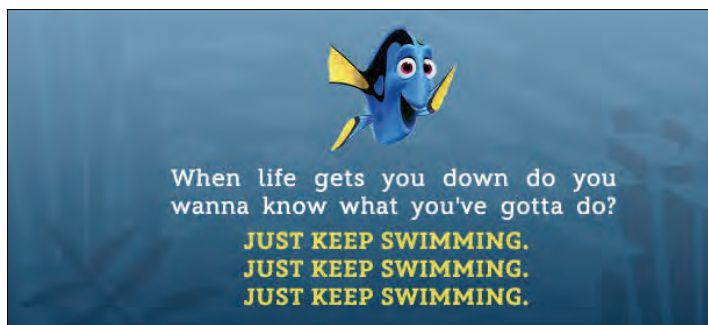 When life gets you down do you
wanna know what you've gotta do?
JUST KEEP SWIMMING.
JUST KEEP SWIMMING.
JUST KEEP SWIMMING.